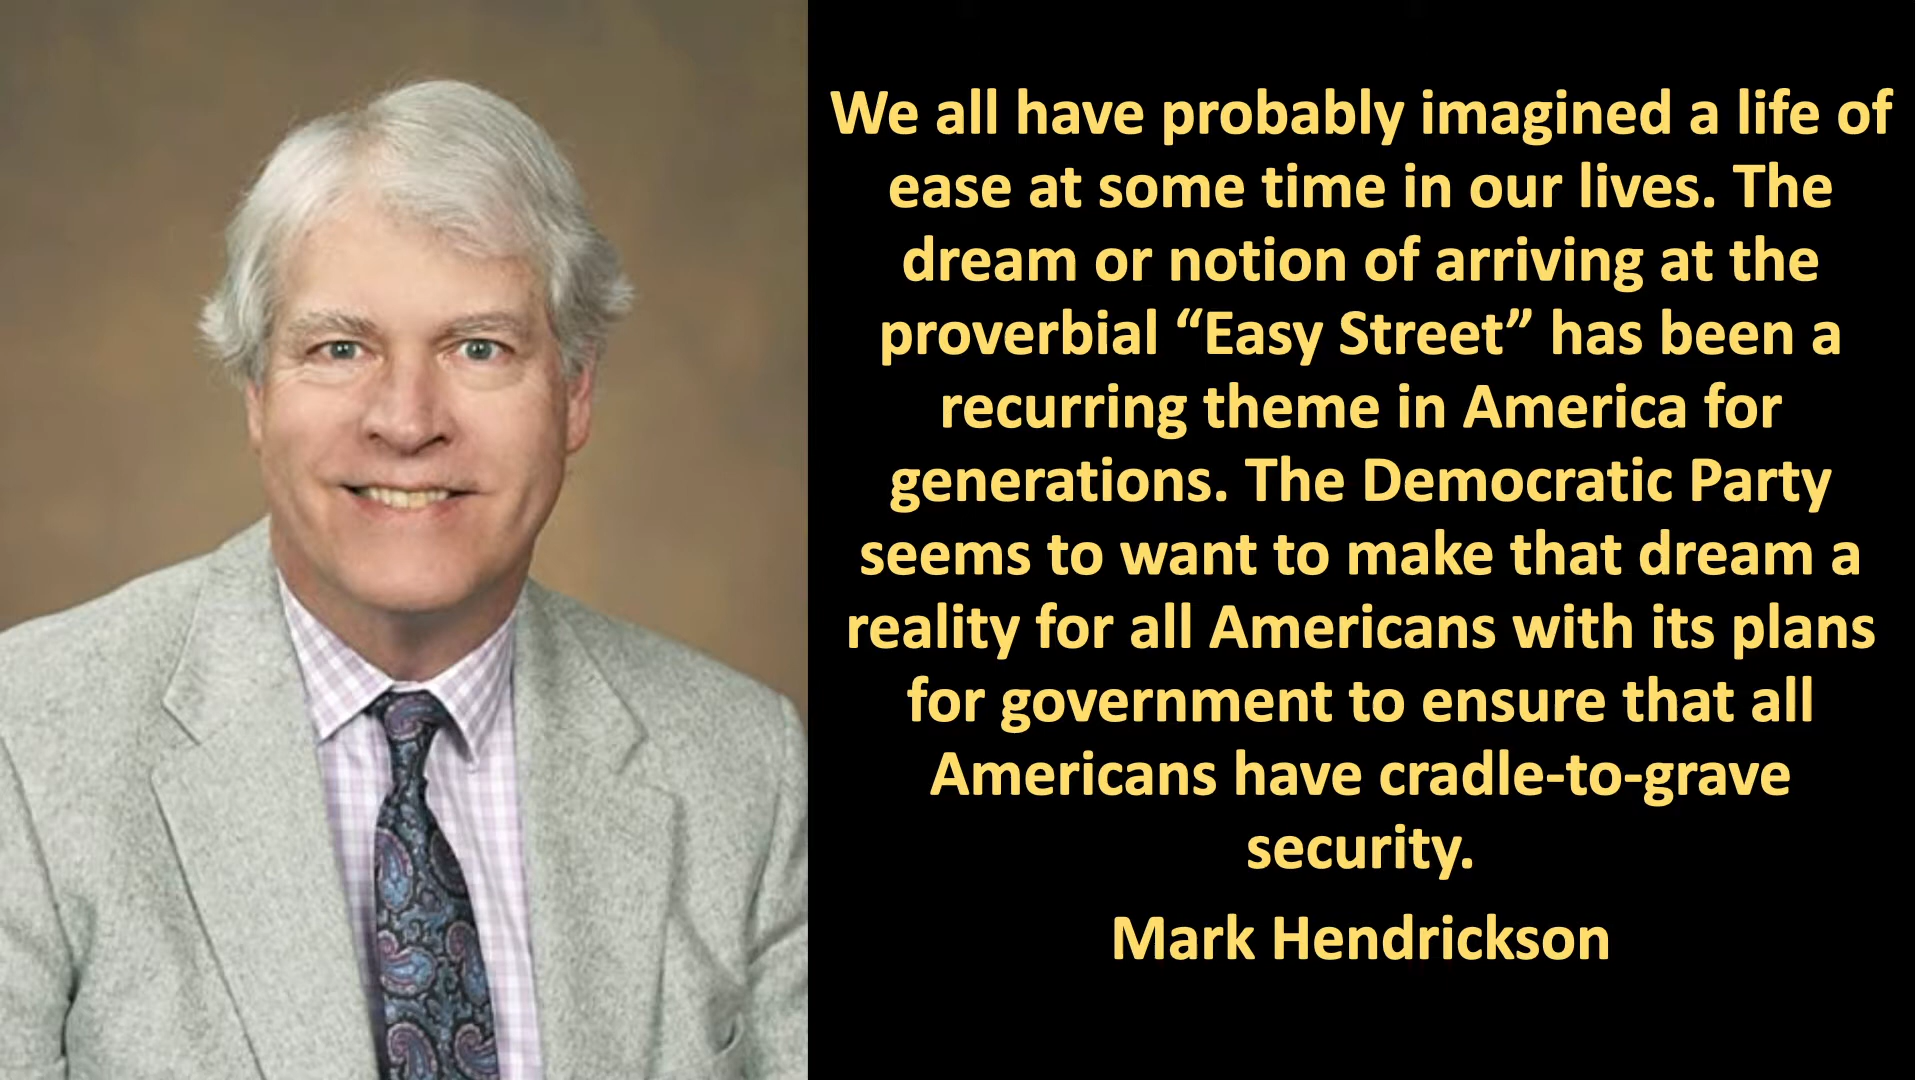 We all have probably imagined a life of
ease at some time in our lives. The
dream or notion of arriving at the
proverbial “Easy Street” has been a
recurring theme in America for
generations. The Democratic Party
seems to want to make that dream a
reality for all Americans with its plans
for government to ensure that all
Americans have cradle-to-grave
security.
Mark Hendrickson